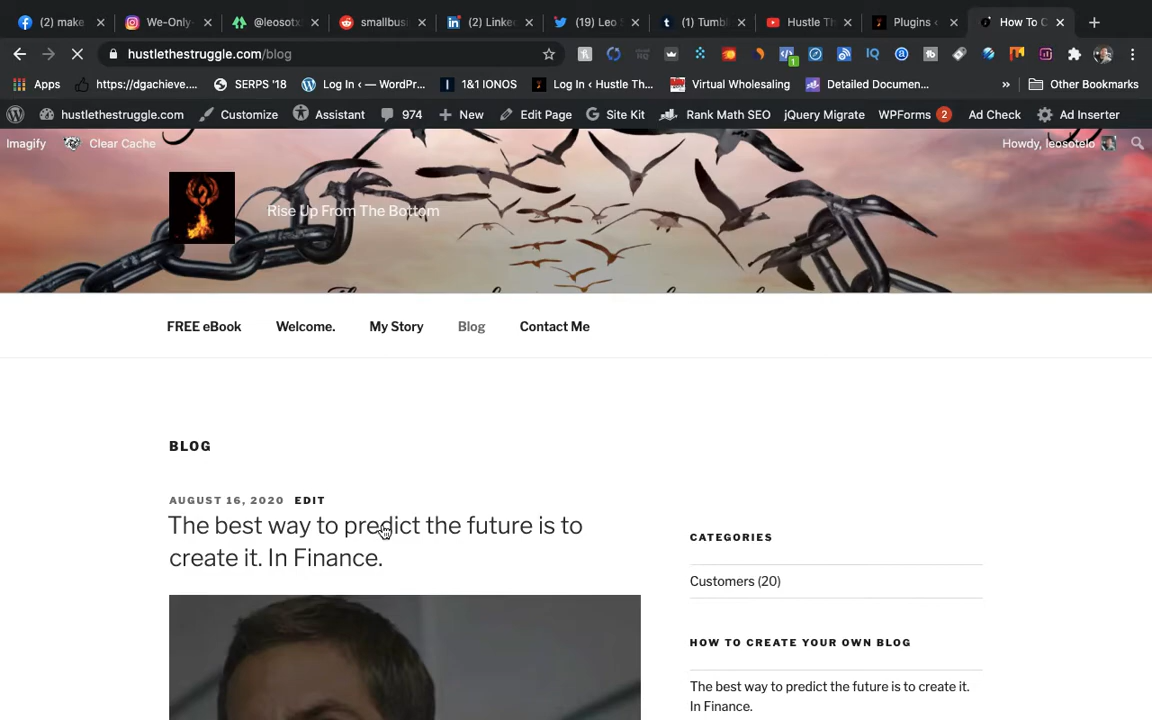 (2) make
We-Only-
@leosotx
smallbusi
(2) Linke
(19) Leo S
(1) Tumb
Hustle Th
Plugins ‹
How To C
hustlethestruggle.com/blog
Apps
https://dgachieve....
SERPS '18
Log In ‹ — WordPr...
1&1 IONOS
Log In ‹ Hustle Th...
Virtual Wholesaling
Detailed Documen...
»
Other Bookmarks
hustlethestruggle.com
Customize
Assistant
974
New
Edit Page
Site Kit
Rank Math SEO
jQuery Migrate
WPForms 2
Ad Check
Ad Inserter
Imagify
Clear Cache
Howdy, leosotelo
Rise Up From The Bottom
FREE eBook
Welcome.
My Story
Blog
Contact Me
BLOG
AUGUST 16, 2020 EDIT
The best way to predict the future is to
create it. In Finance.
CATEGORIES
Customers (20)
HOW TO CREATE YOUR OWN BLOG
The best way to predict the future is to create it.
In Finance.